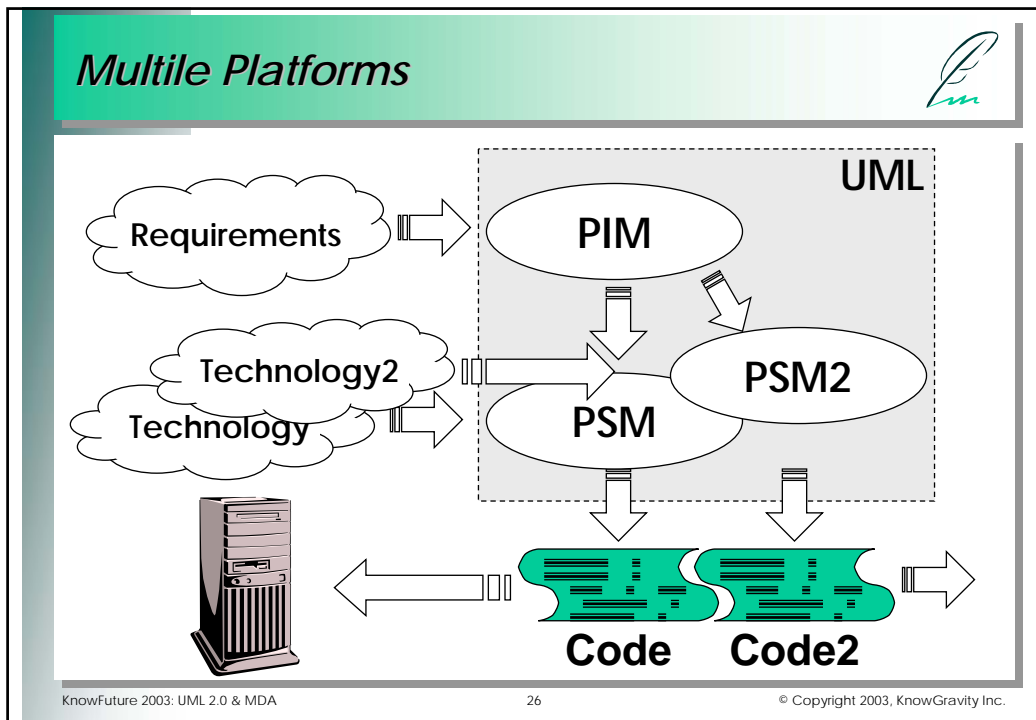 Multile Platforms
UML
Requirements
PIM
Technology2
PSM2
Technology
PSM
Code
Code2
KnowFuture 2003: UML 2.0 & MDA
26
© Copyright 2003, KnowGravity Inc.